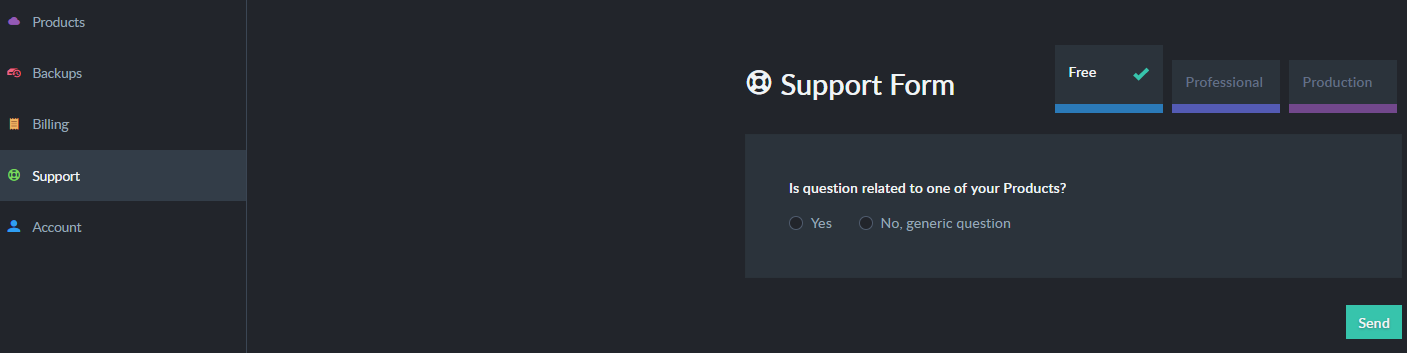 Products
Backups
Billing
Support
Account
Support Form
Free
Professional
Production
Is question related to one of your Products?
Yes
No, generic question
Send